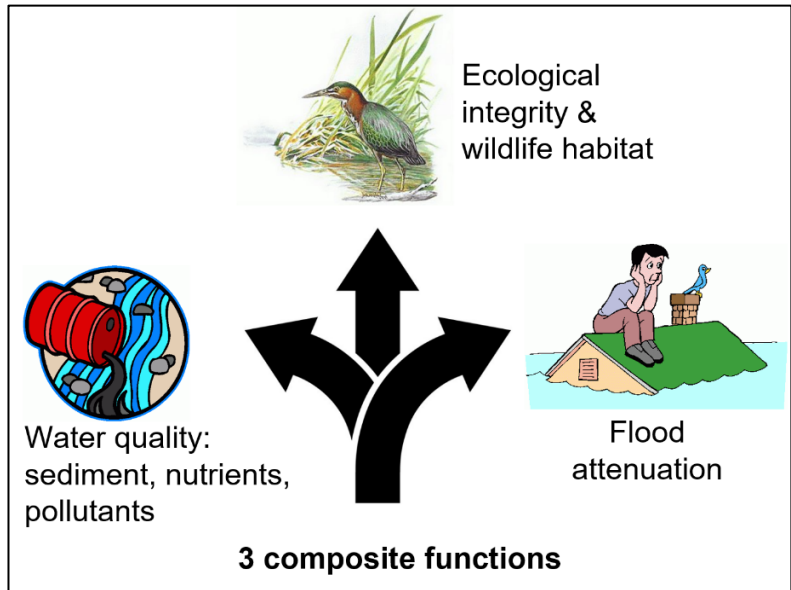 Ecological
integrity &
wildlife habitat
Water quality:
sediment, nutrients,
pollutants
Flood
attenuation
3 composite functions